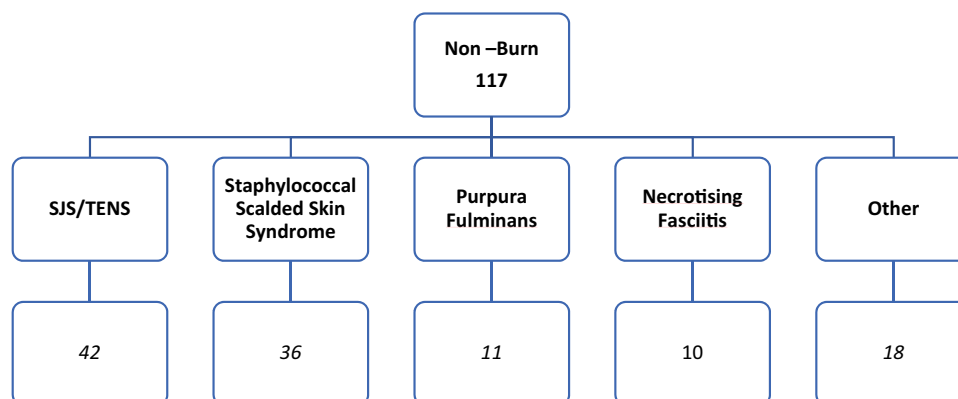 Non –Burn
117
SJS/TENS
Staphylococcal
Scalded Skin
Syndrome
Purpura
Fulminans
Necrotising
Fasciitis
Other
42
36
11
10
18